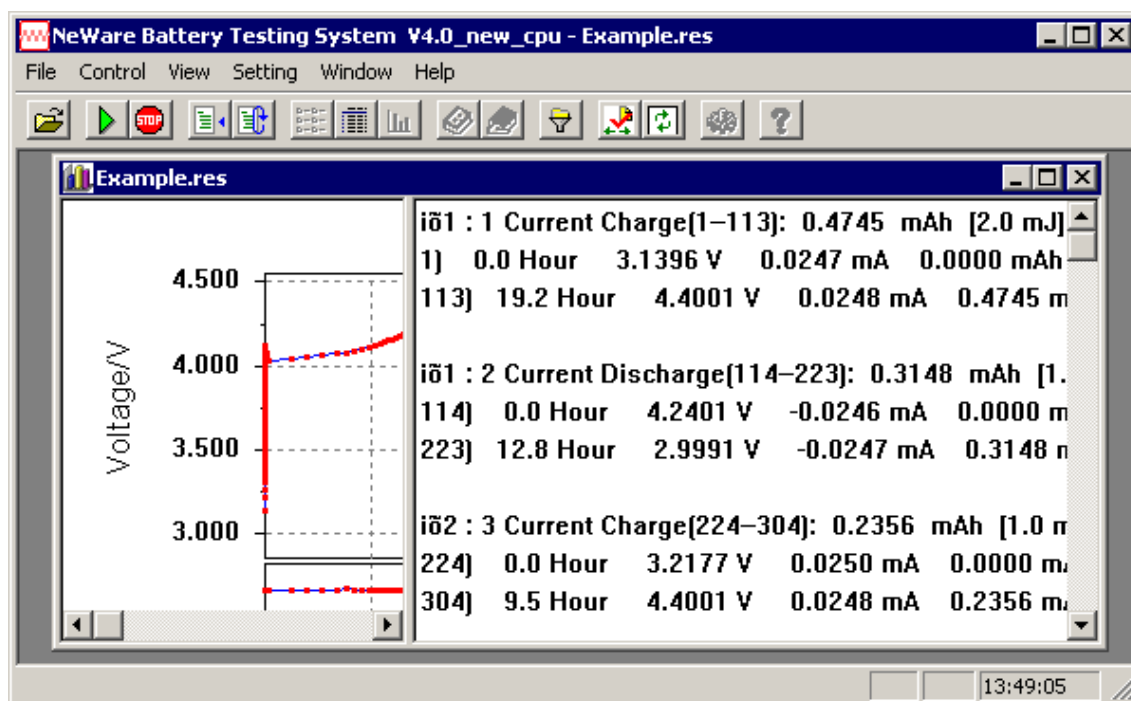 NeWare Battery Testing System V4.0_new_cpu - Example.res
File Control View Setting Window Help
STOP
Example.res
Voltage/V
4.500
4.000
3.500
3.000
iõ1 : 1 Current Charge(1–113): 0.4745 mAh [2.0 mJ]
1) 0.0 Hour 3.1396 V 0.0247 mA 0.0000 mAh
113) 19.2 Hour 4.4001 V 0.0248 mA 0.4745 m
iõ1 : 2 Current Discharge(114–223): 0.3148 mAh [1.
114) 0.0 Hour 4.2401 V -0.0246 mA 0.0000 m
223) 12.8 Hour 2.9991 V -0.0247 mA 0.3148 m
iõ2 : 3 Current Charge(224–304): 0.2356 mAh [1.0 m
224) 0.0 Hour 3.2177 V 0.0250 mA 0.0000 m
304) 9.5 Hour 4.4001 V 0.0248 mA 0.2356 m
13:49:05